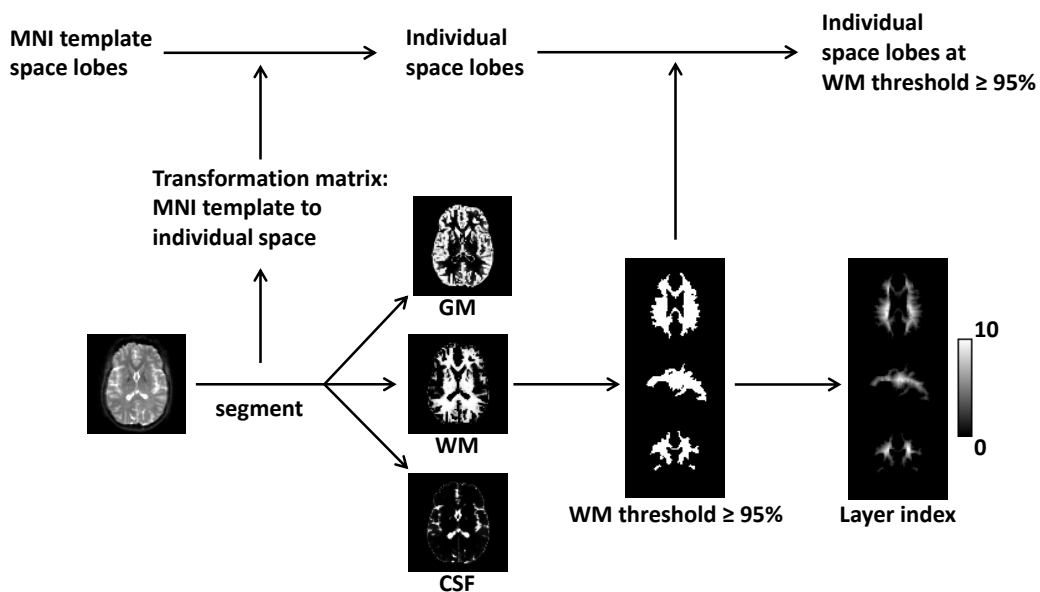 MNI template
space lobes
Individual
space lobes
Individual
space lobes at
WM threshold ≥ 95%
Transformation matrix:
MNI template to
individual space
GM
segment
WM
CSF
WM threshold ≥ 95%
Layer index
10
0